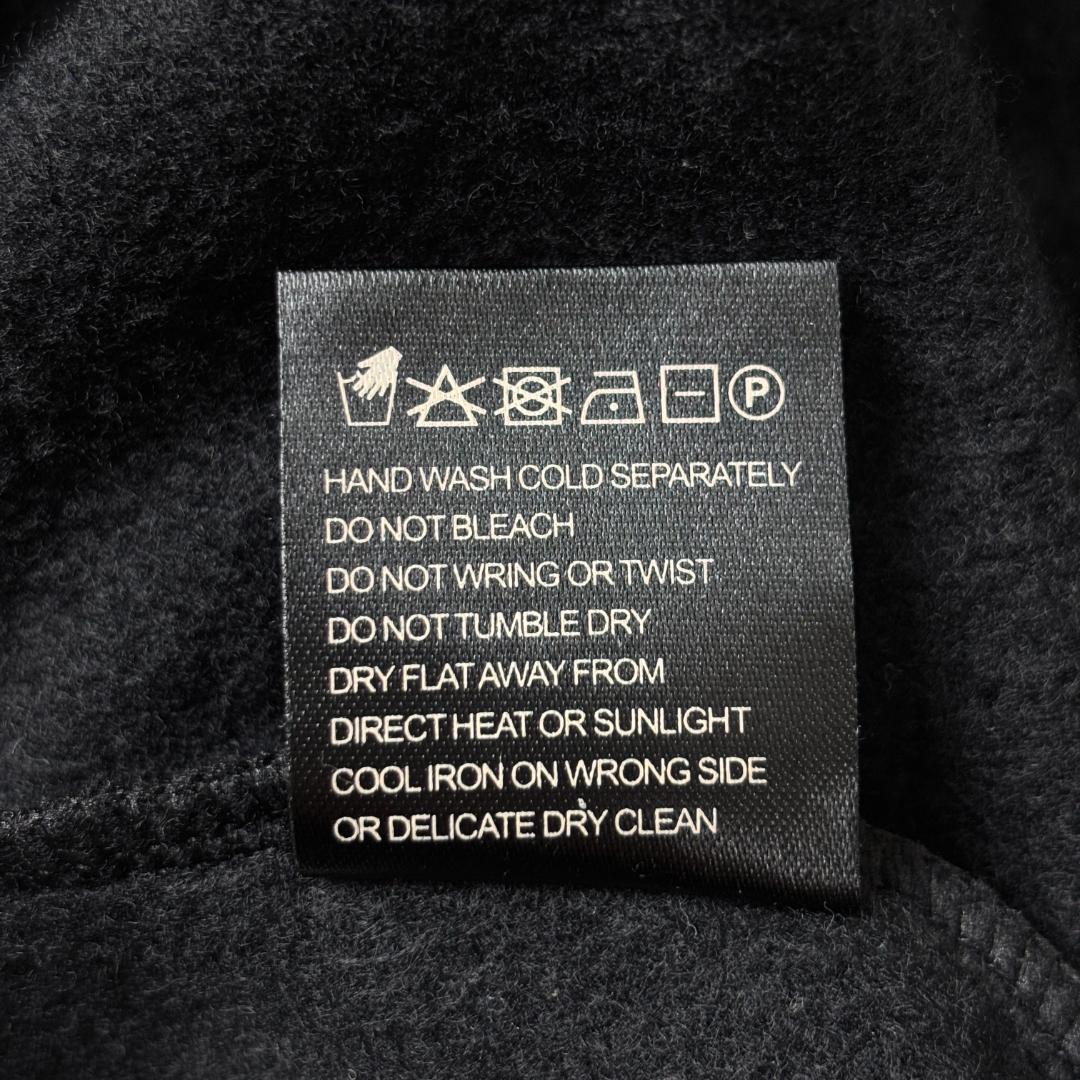 P
HAND WASH COLD SEPARATELY
DO NOT BLEACH
DO NOT WRING OR TWIST
DO NOT TUMBLE DRY
DRY FLAT AWAY FROM
DIRECT HEAT OR SUNLIGHT
COOL IRON ON WRONG SIDE
OR DELICATE DRY CLEAN